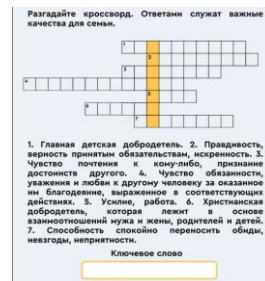 Разгадайте кроссворд. Ответами служат важные
качества для семьи.
1
2
3
4
5
6
7
1. Главная детская добродетель. 2. Правдивость,
верность принятым обязательствам, искренность. 3.
Чувство почтения к кому-либо, признание
достоинств другого. 4. Чувство обязанности,
уважения и любви к другому человеку за оказанное
им благодеяние, выраженное в соответствующих
действиях. 5. Усилие, работа. 6. Христианская
добродетель, которая лежит в основе
взаимоотношений мужа и жены, родителей и детей.
7. Способность спокойно переносить обиды,
невзгоды, неприятности.
Ключевое слово